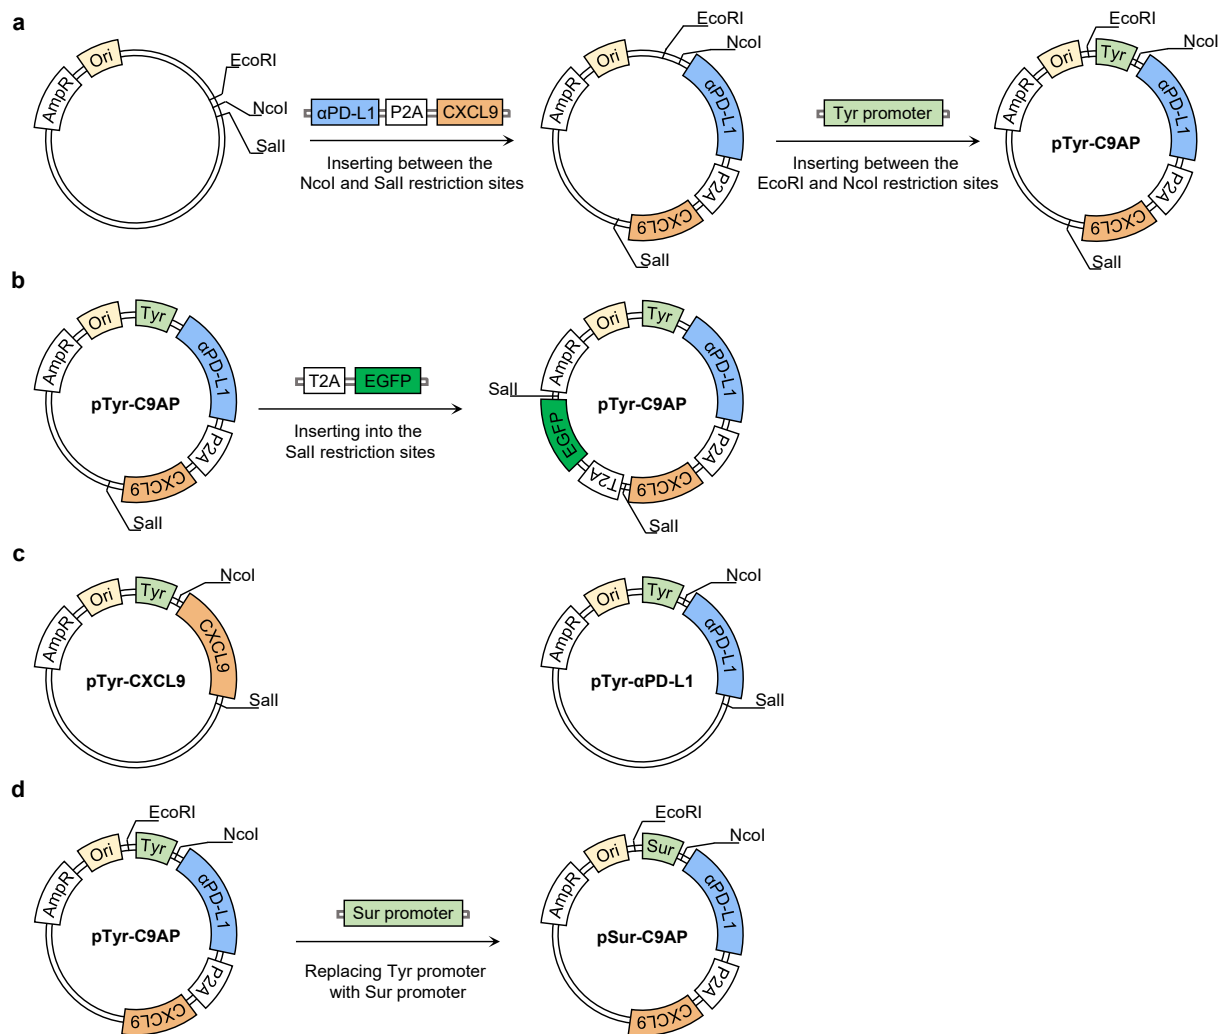 a
EcoRI
NcoI
SalI
AmpR
Ori
αPD-L1
P2A
CXCL9
Inserting between the
NcoI and SalI restriction sites
EcoRI
NcoI
AmpR
Ori
αPD-L1
P2A
CXCL9
SalI
Tyr promoter
Inserting between the
EcoRI and NcoI restriction sites
EcoRI
NcoI
AmpR
Ori
Tyr
αPD-L1
P2A
CXCL9
SalI
pTyr-C9AP
b
AmpR
Ori
Tyr
αPD-L1
P2A
CXCL9
SalI
pTyr-C9AP
T2A
EGFP
Inserting into the
SalI restriction sites
SalI
AmpR
Ori
Tyr
αPD-L1
P2A
CXCL9
T2A
EGFP
SalI
pTyr-C9AP
c
AmpR
Ori
Tyr
NcoI
CXCL9
SalI
pTyr-CXCL9
AmpR
Ori
Tyr
NcoI
αPD-L1
SalI
pTyr-αPD-L1
d
EcoRI
NcoI
AmpR
Ori
Tyr
αPD-L1
P2A
CXCL9
pTyr-C9AP
Sur promoter
Replacing Tyr promoter
with Sur promoter
EcoRI
NcoI
AmpR
Ori
Sur
αPD-L1
P2A
CXCL9
pSur-C9AP